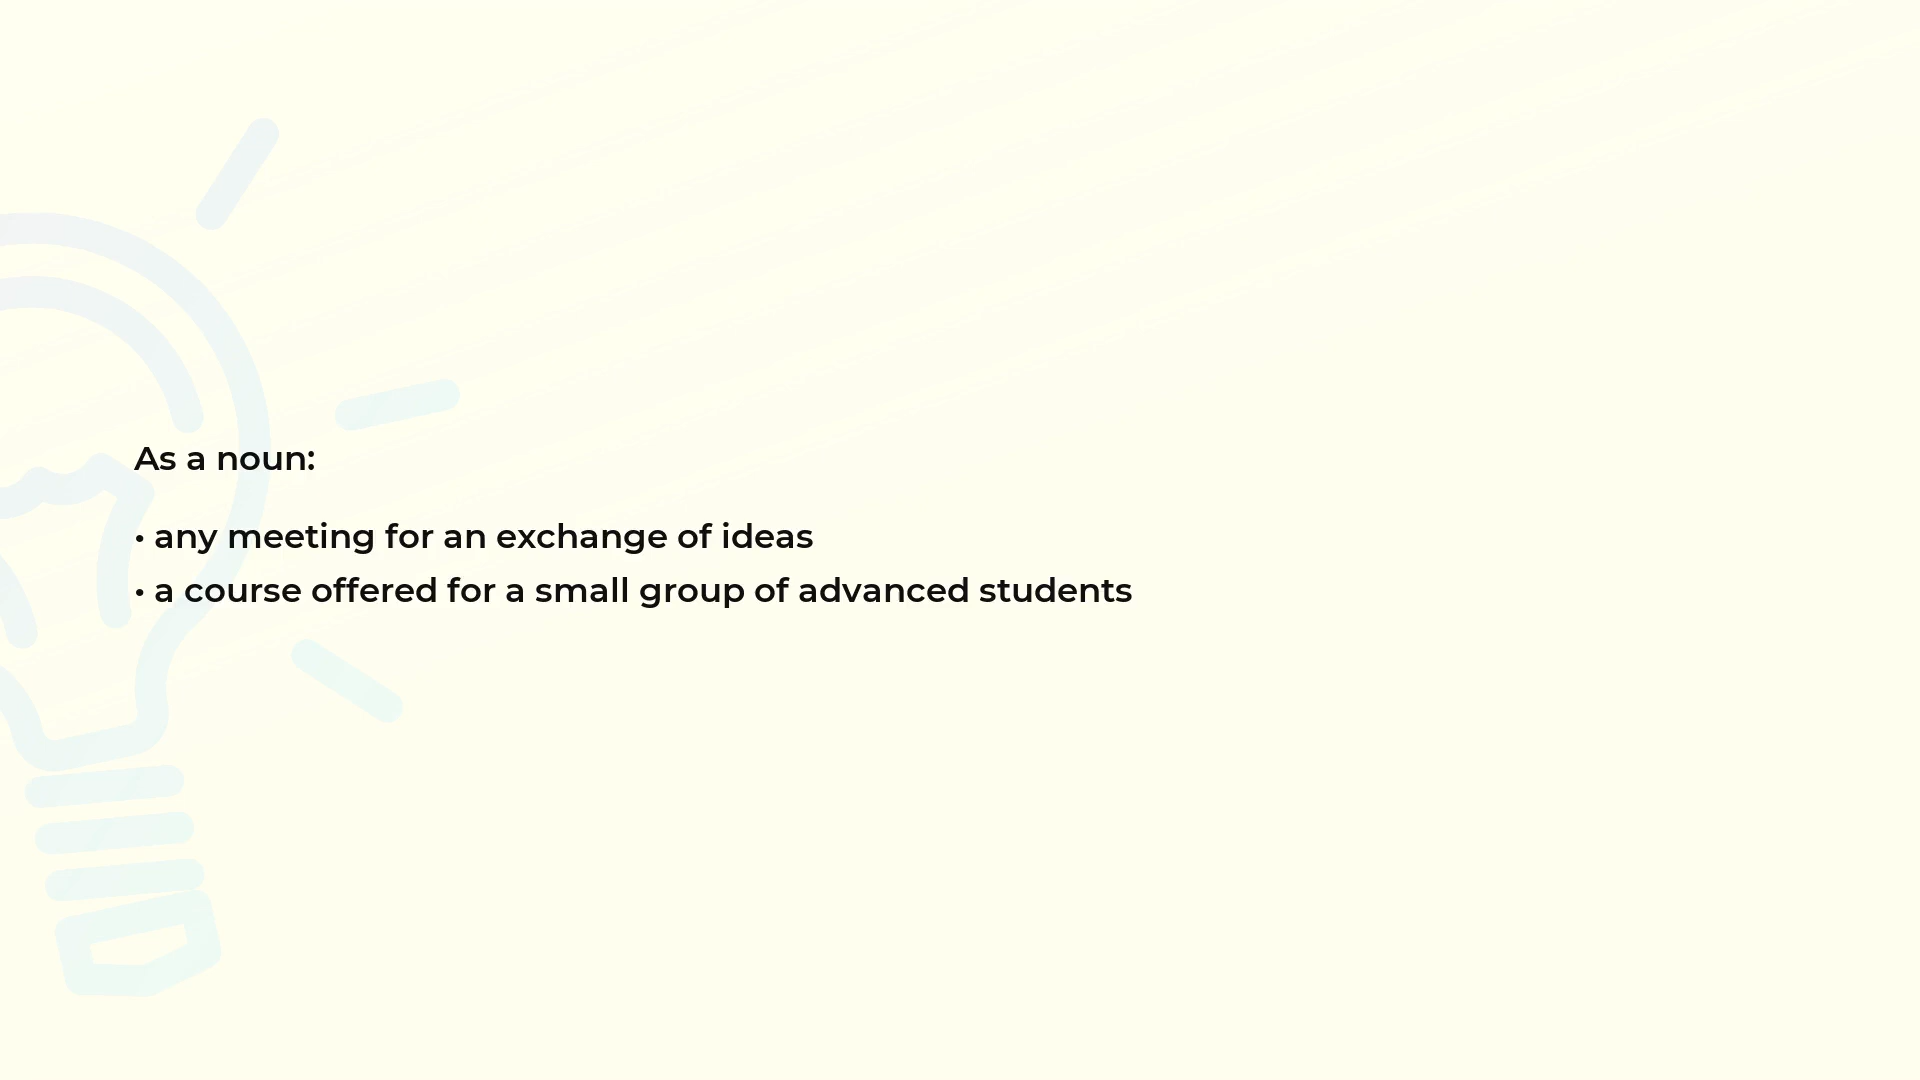 As a noun:
• any meeting for an exchange of ideas
• a course offered for a small group of advanced students